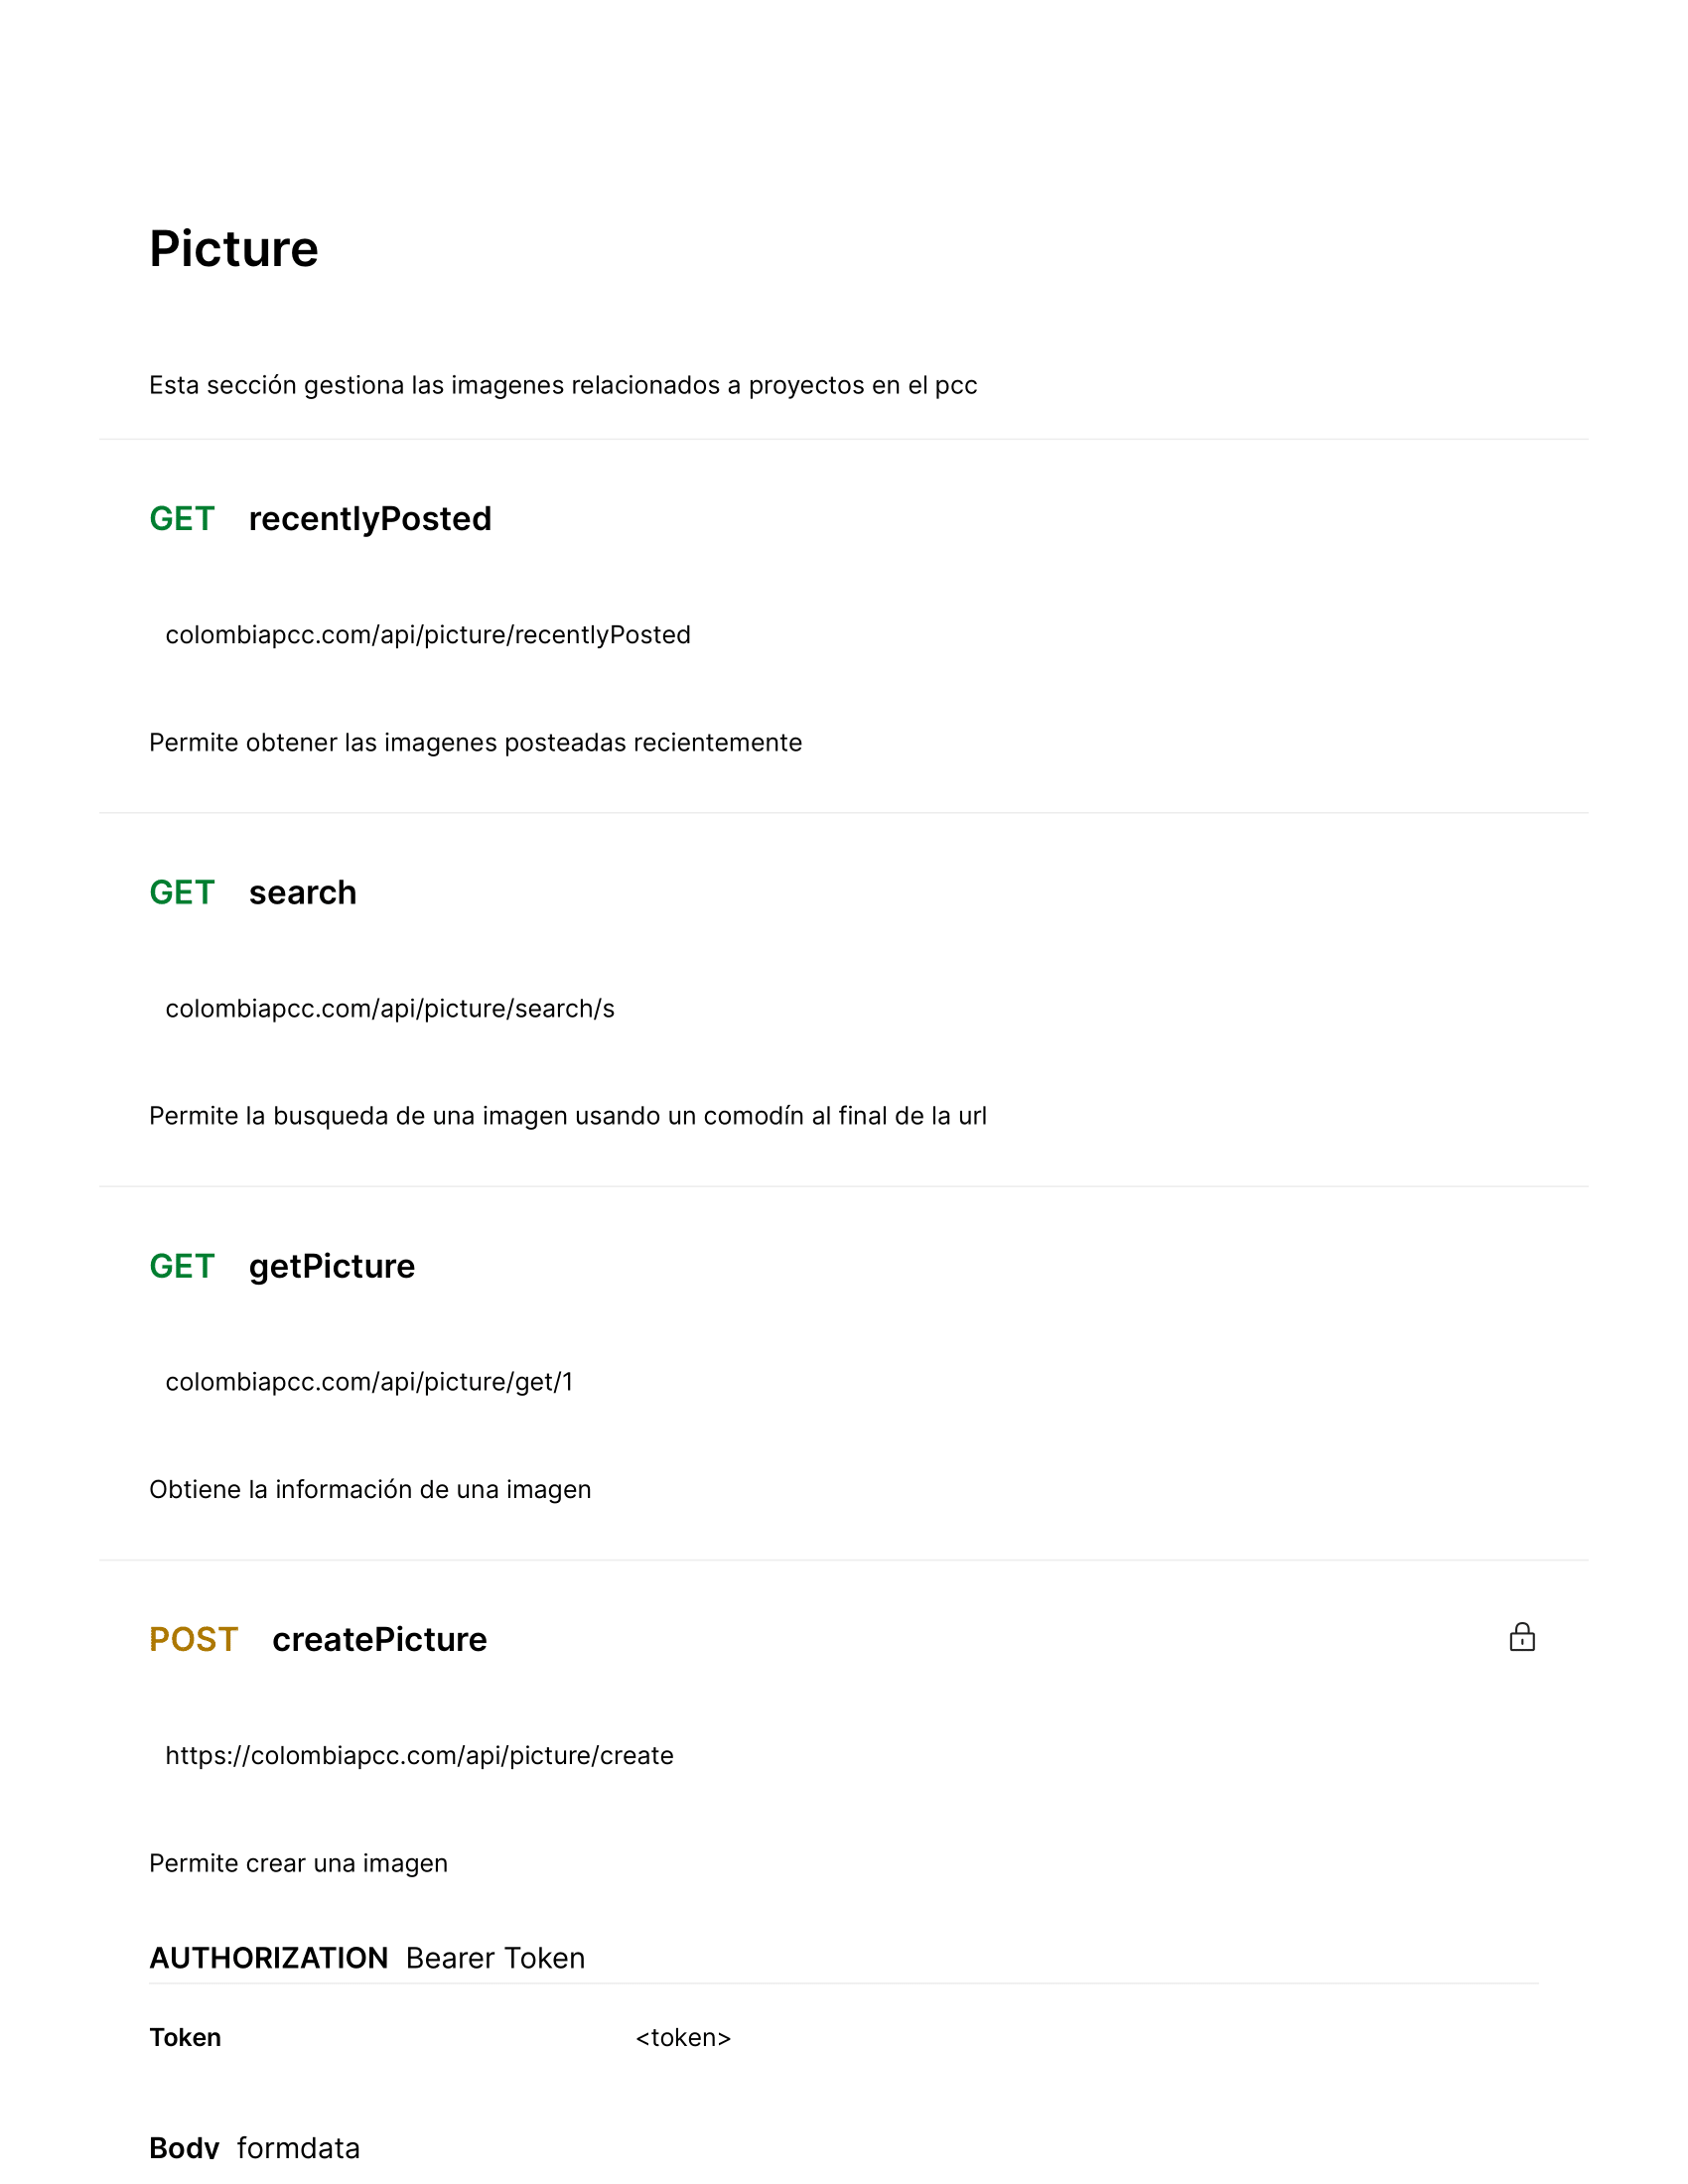 Picture
Esta sección gestiona las imagenes relacionados a proyectos en el pcc
GET recentlyPosted
colombiapcc.com/api/picture/recentlyPosted
Permite obtener las imagenes posteadas recientemente
GET search
colombiapcc.com/api/picture/search/s
Permite la busqueda de una imagen usando un comodín al final de la url
GET getPicture
colombiapcc.com/api/picture/get/1
Obtiene la información de una imagen
POST createPicture
https://colombiapcc.com/api/picture/create
Permite crear una imagen
AUTHORIZATION Bearer Token
Token <token>
Body formdata